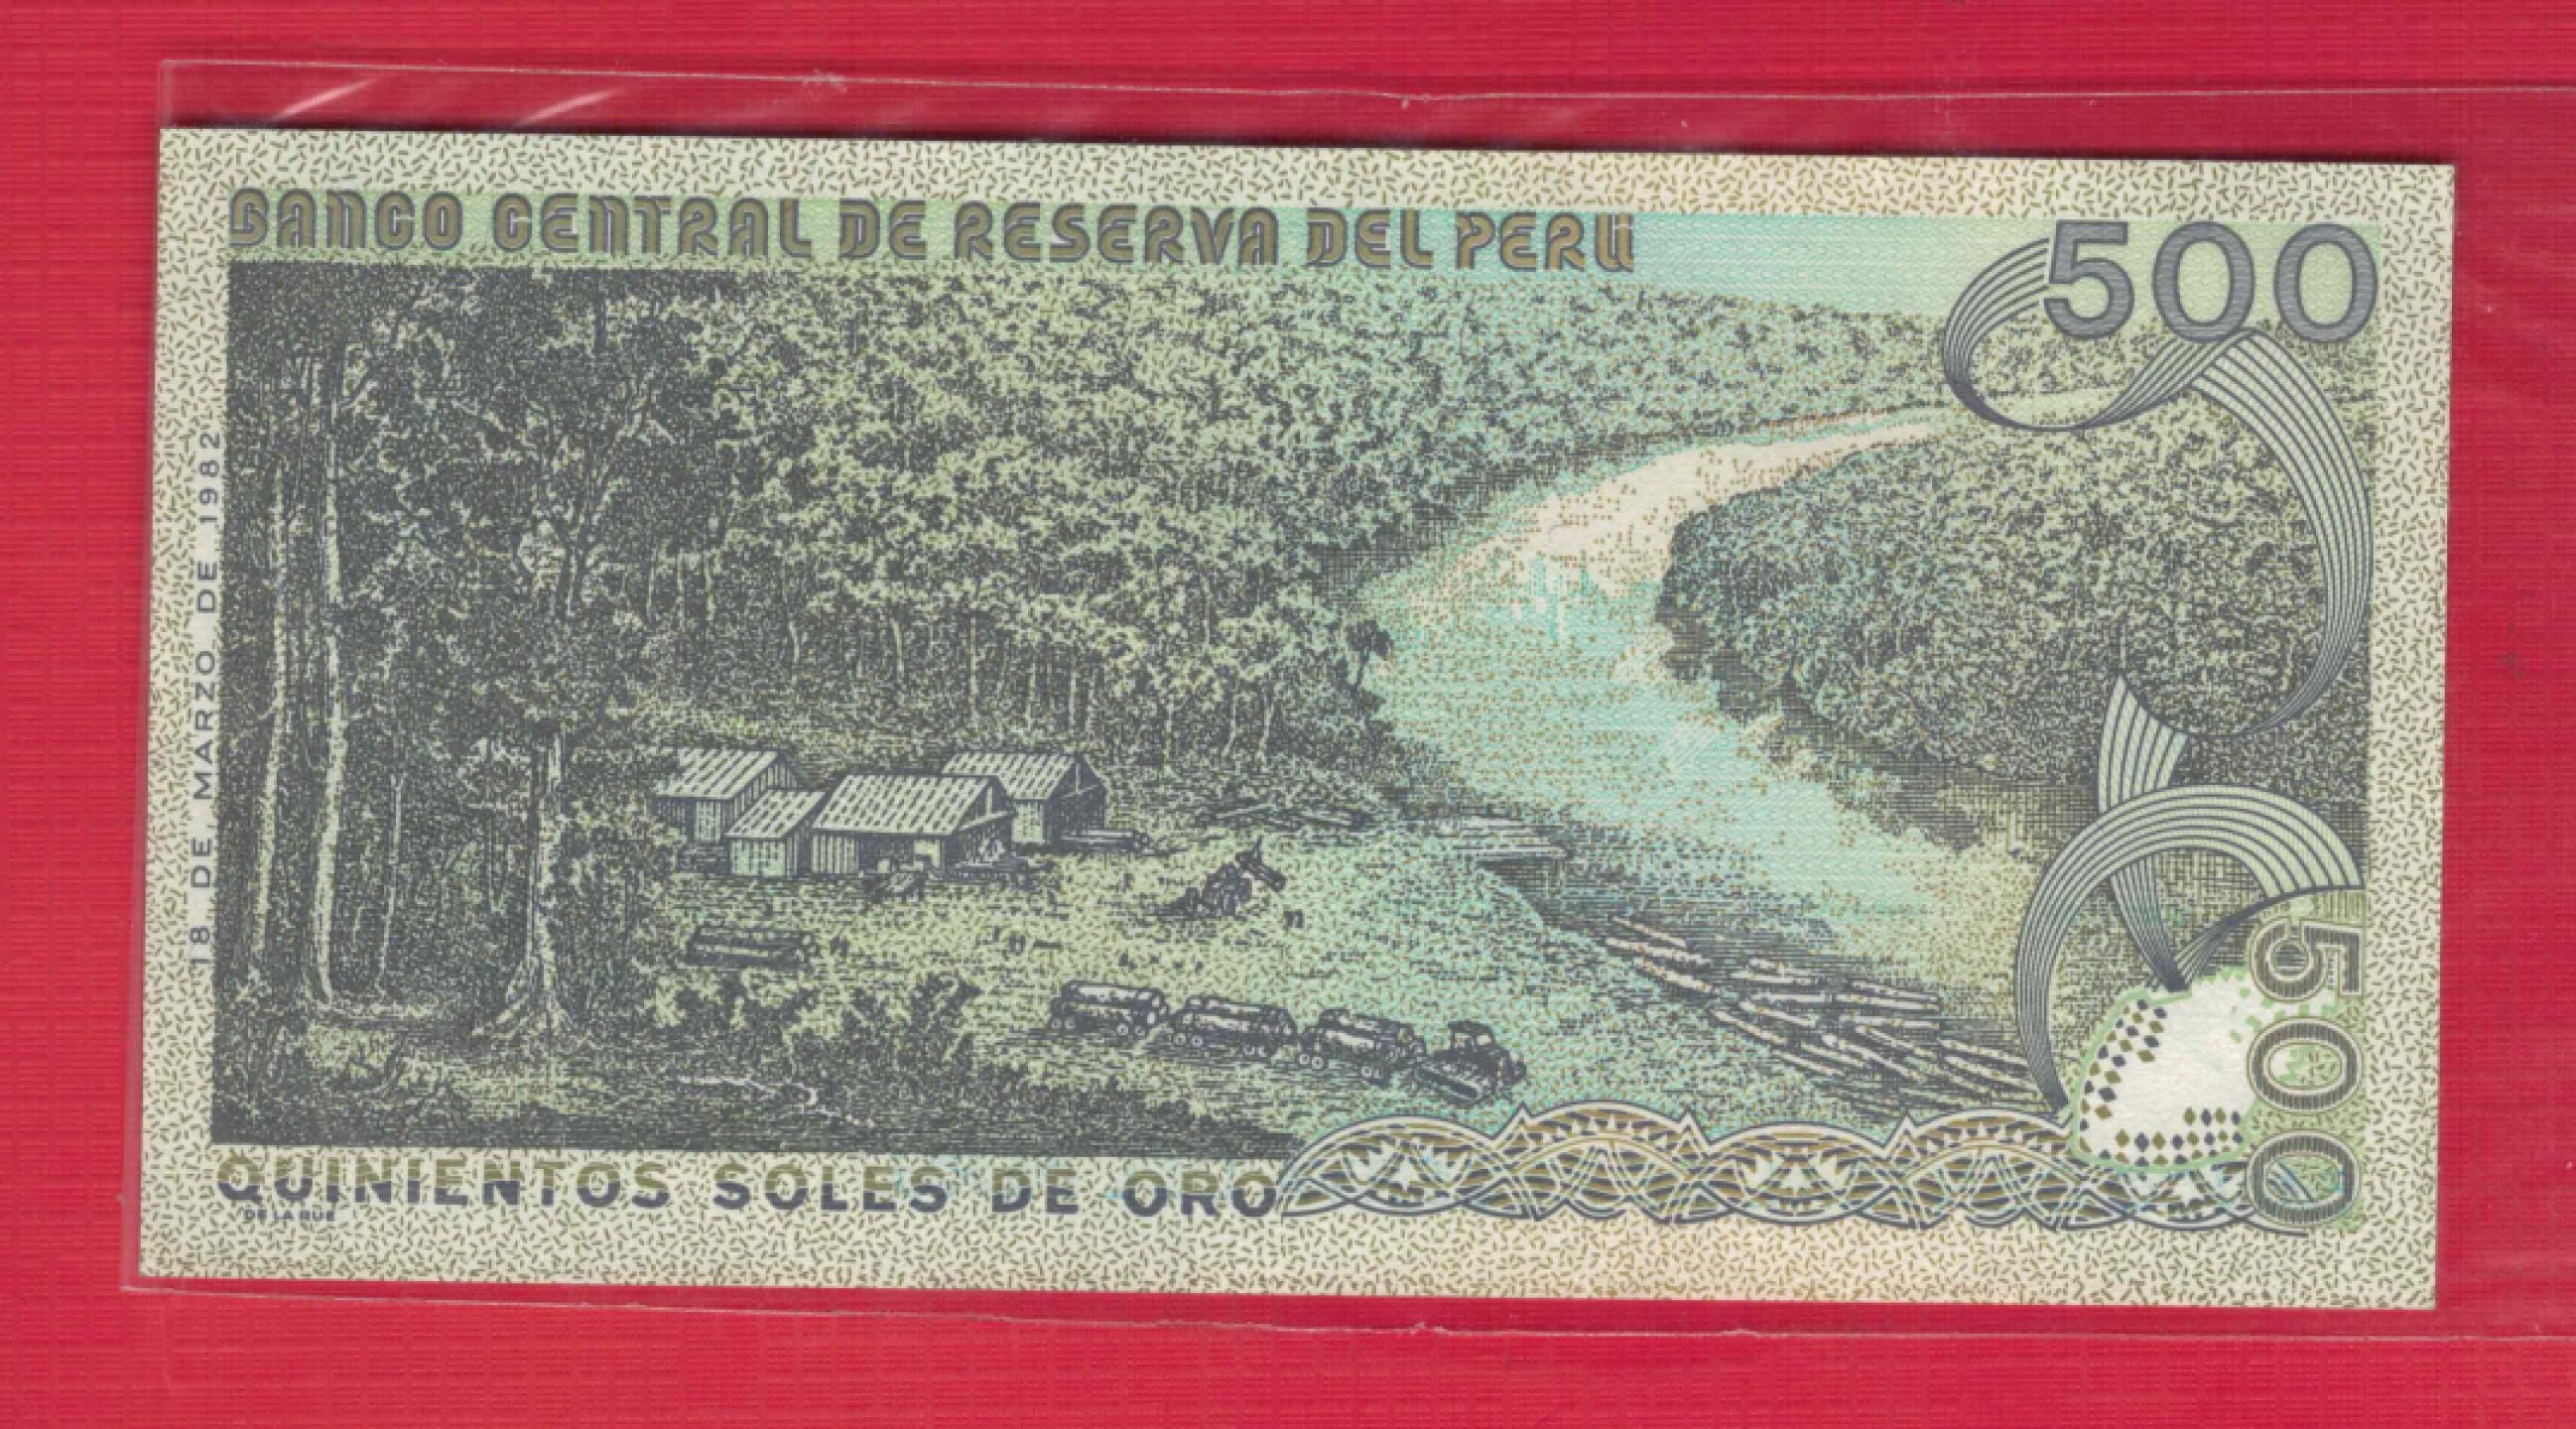 BANCO CENTRAL DE RESERVA DEL PERU
500
18 DE MARZO DE 1982
500
QUINIENTOS SOLES DE ORO
DE LA RUE